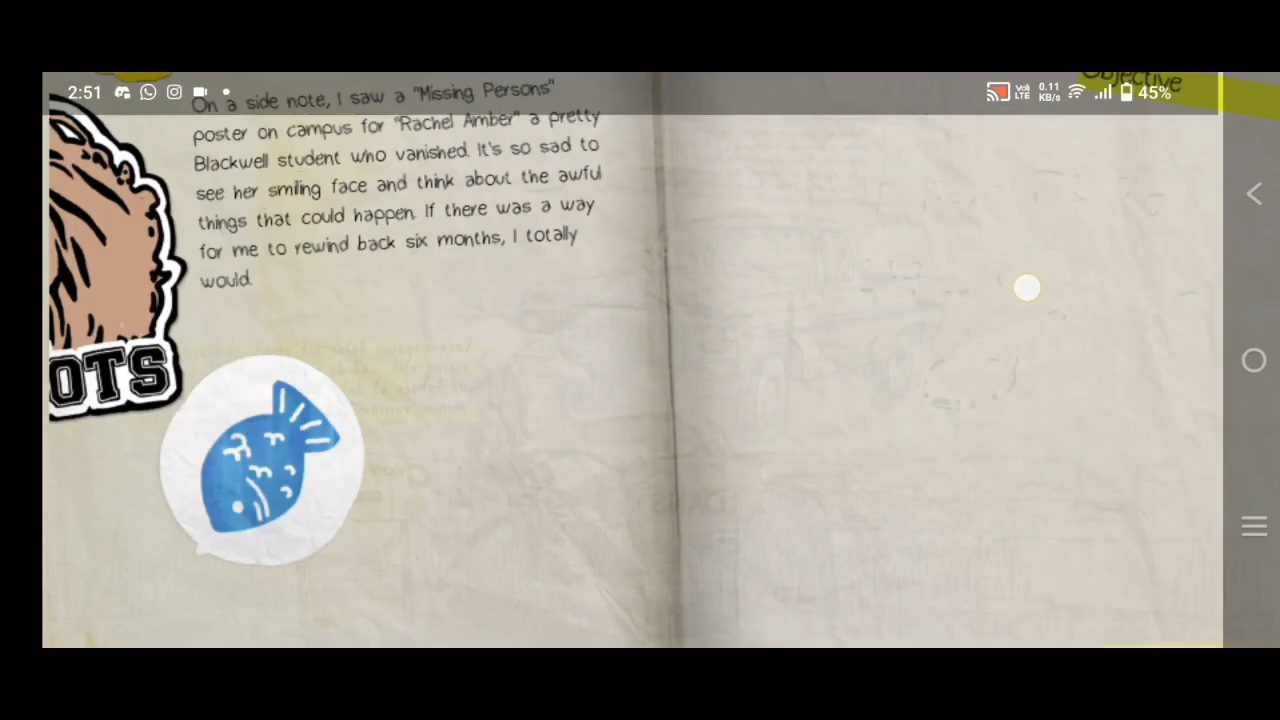 2:51
VoI)
LTE
0.11
KB/s
45%
Objective
On a side note, I saw a "Missing Persons"
poster on campus for "Rachel Amber" a pretty
Blackwell student who vanished. It's so sad to
see her smiling face and think about the awful
things that could happen. If there was a way
for me to rewind back six months, I totally
would.
OTS